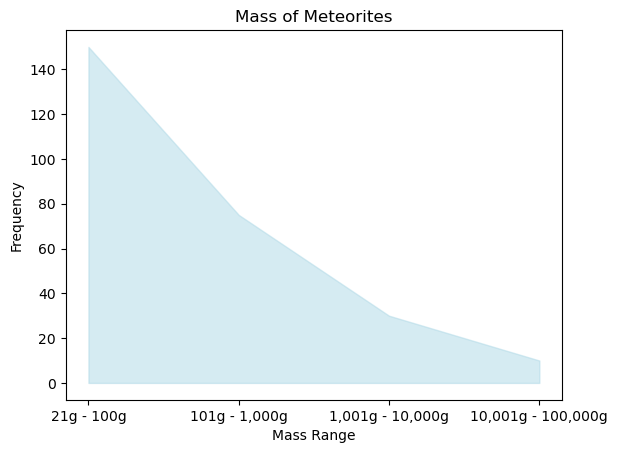 Mass of Meteorites
Frequency
140
120
100
80
60
40
20
0
21g - 100g 101g - 1,000g 1,001g - 10,000g 10,001g - 100,000g
Mass Range